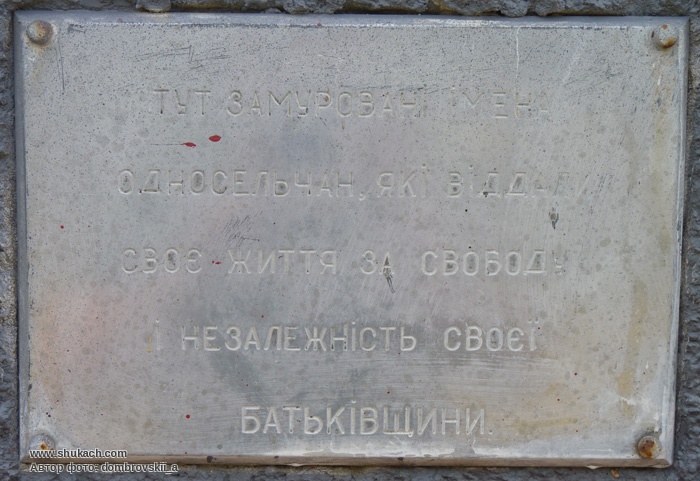 ТУТ ЗАМУРОВАНІ ІМЕНА
ОДНОСЕЛЬЧАН, ЯКІ ВІДДАЛИ
СВОЄ ЖИТТЯ ЗА СВОБОДУ
І НЕЗАЛЕЖНІСТЬ СВОЄЇ
БАТЬКІВЩИНИ.
www.shukach.com
Автор фото: dombrovskii_a